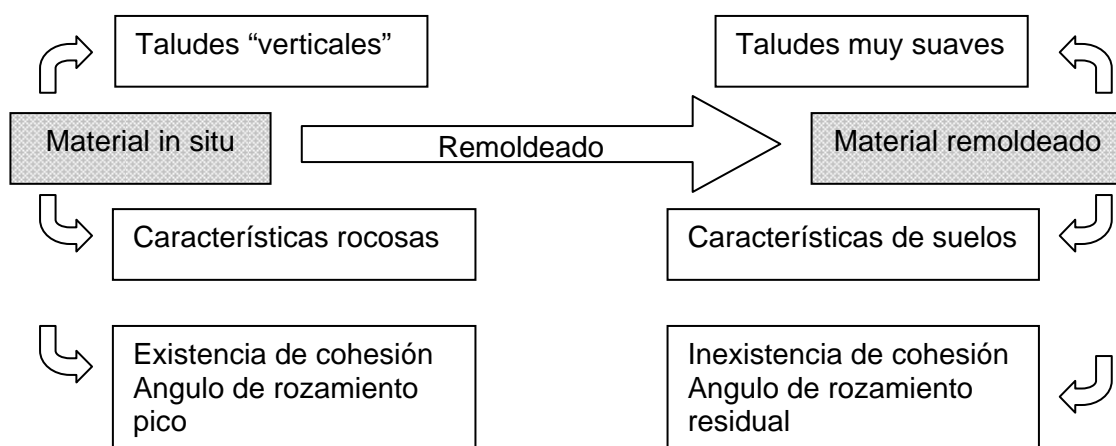 Taludes “verticales”
Taludes muy suaves
Material in situ
Remoldeado
Material remoldeado
Características rocosas
Características de suelos
Existencia de cohesión
Angulo de rozamiento
pico
Inexistencia de cohesión
Angulo de rozamiento
residual